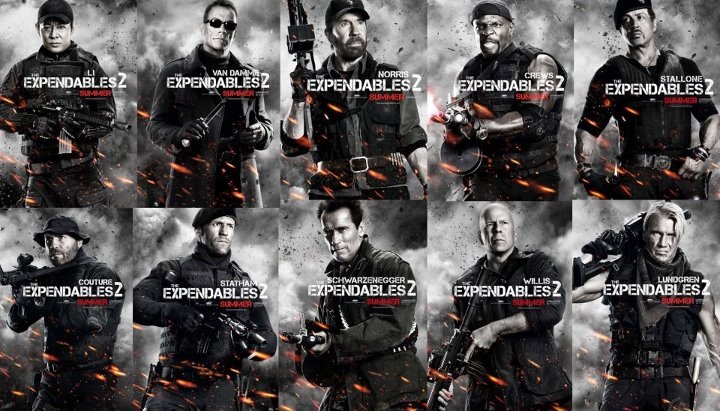 LI
THE EXPENDABLES 2
SUMMER
VAN DAMME
THE EXPENDABLES 2
SUMMER
NORRIS
THE EXPENDABLES 2
SUMMER
CREWS
THE EXPENDABLES 2
SUMMER
STALLONE
THE EXPENDABLES 2
SUMMER
COUTURE
THE EXPENDABLES 2
SUMMER
STATHAM
THE EXPENDABLES 2
SUMMER
SCHWARZENEGGER
THE EXPENDABLES 2
SUMMER
WILLIS
THE EXPENDABLES 2
SUMMER
LUNDGREN
THE EXPENDABLES 2
SUMMER